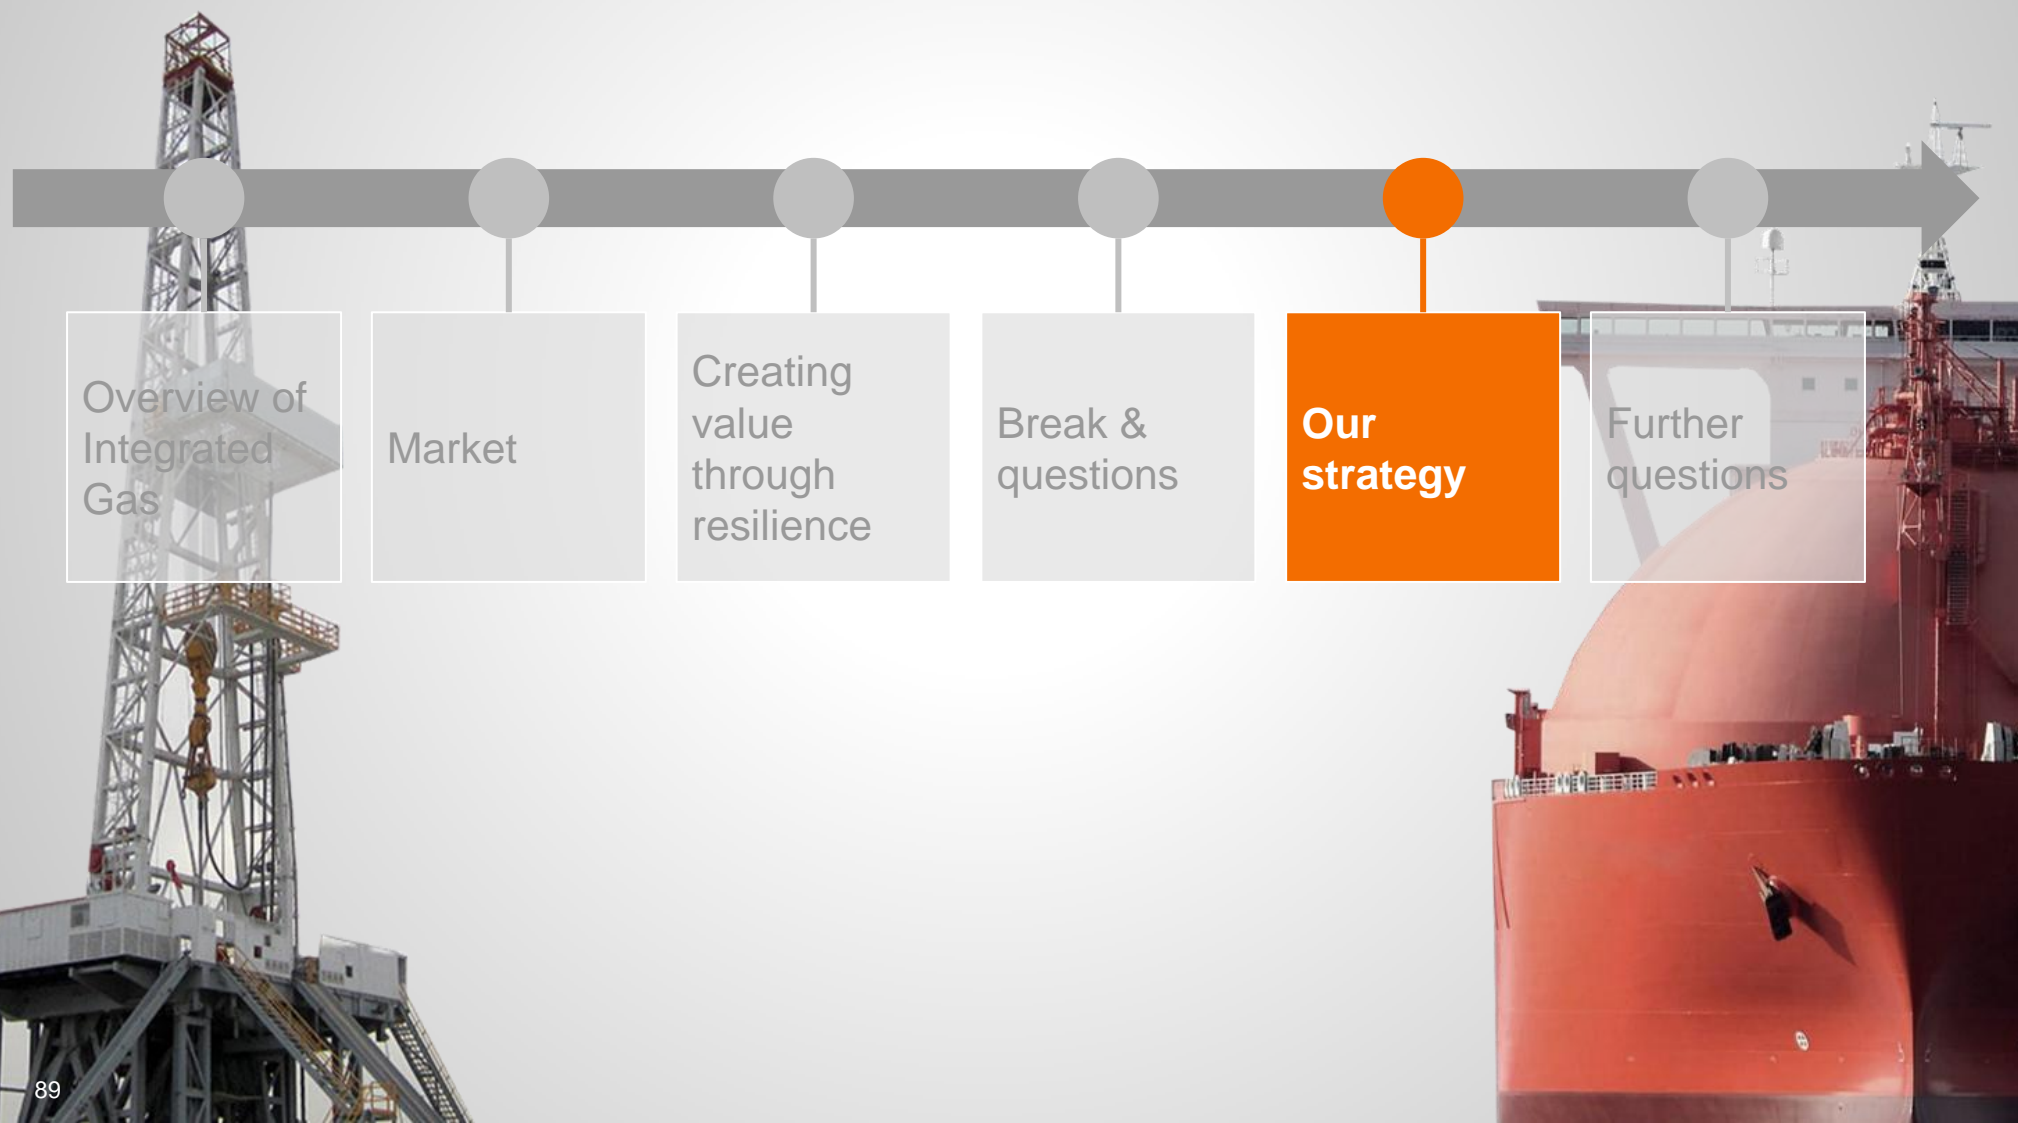 Overview of
Integrated
Gas
Market
Creating
value
through
resilience
Break &
questions
Our
strategy
Further
questions
89